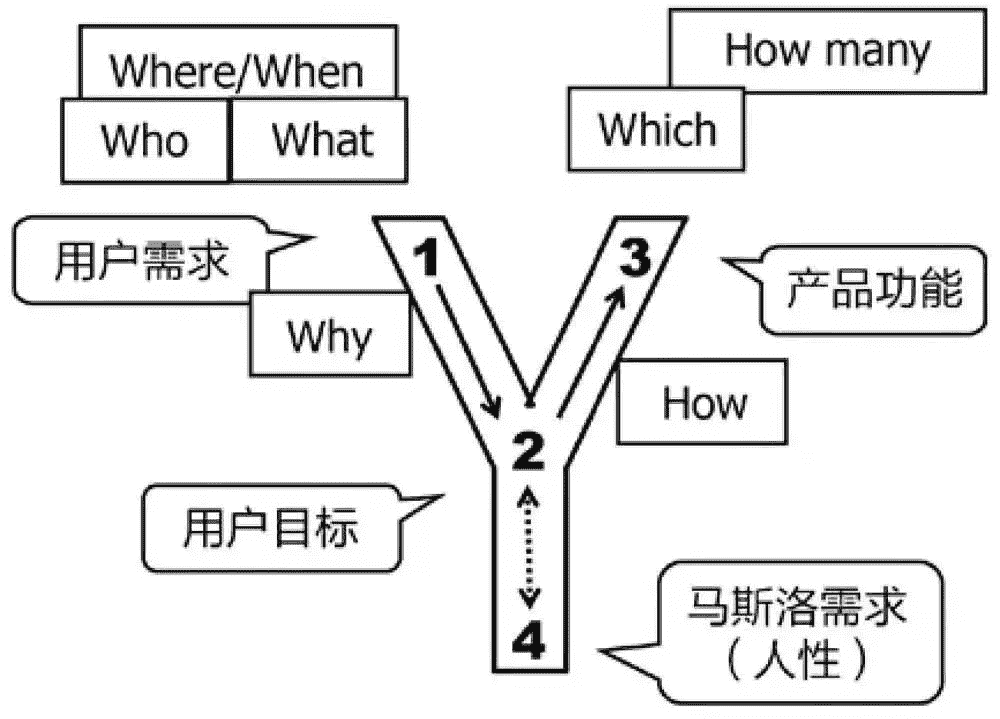 Where/When
Who
What
How many
Which
用户需求
1
3
产品功能
Why
How
2
用户目标
4
马斯洛需求
（人性）